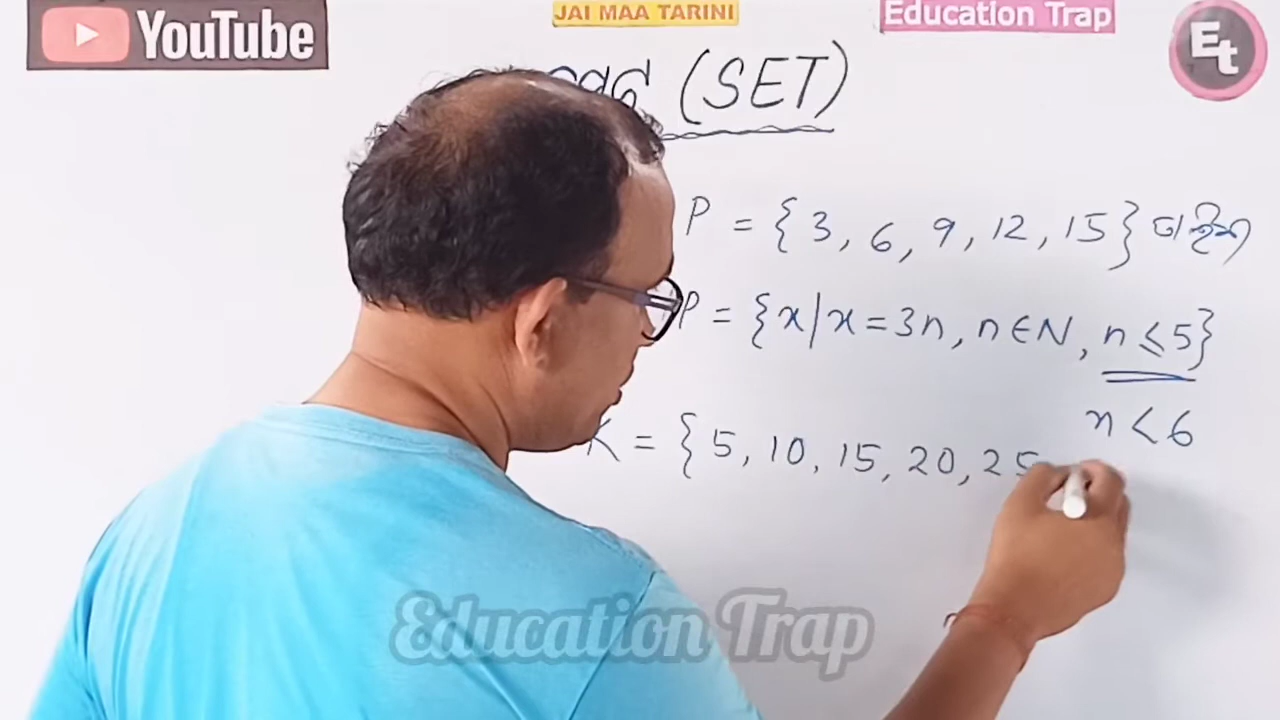 YouTube
JAI MAA TARINI
Education Trap
Et
(SET)
P = {3, 6, 9, 12, 15}
P = {x/x = 3n, n ∈ N, n ≤ 5}
n < 6
K = {5, 10, 15, 20, 25
Education Trap